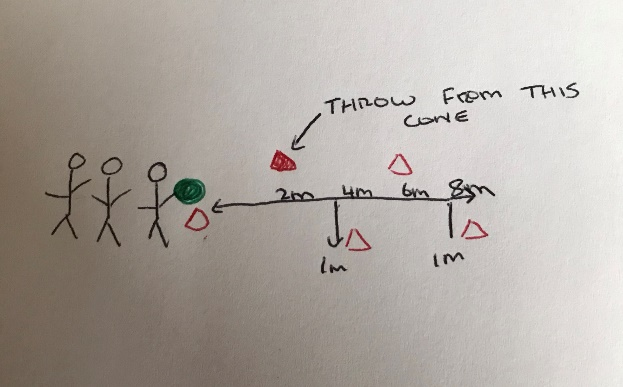 THROW FROM THIS
CONE
2m 4m 6m 8m
1m 1m